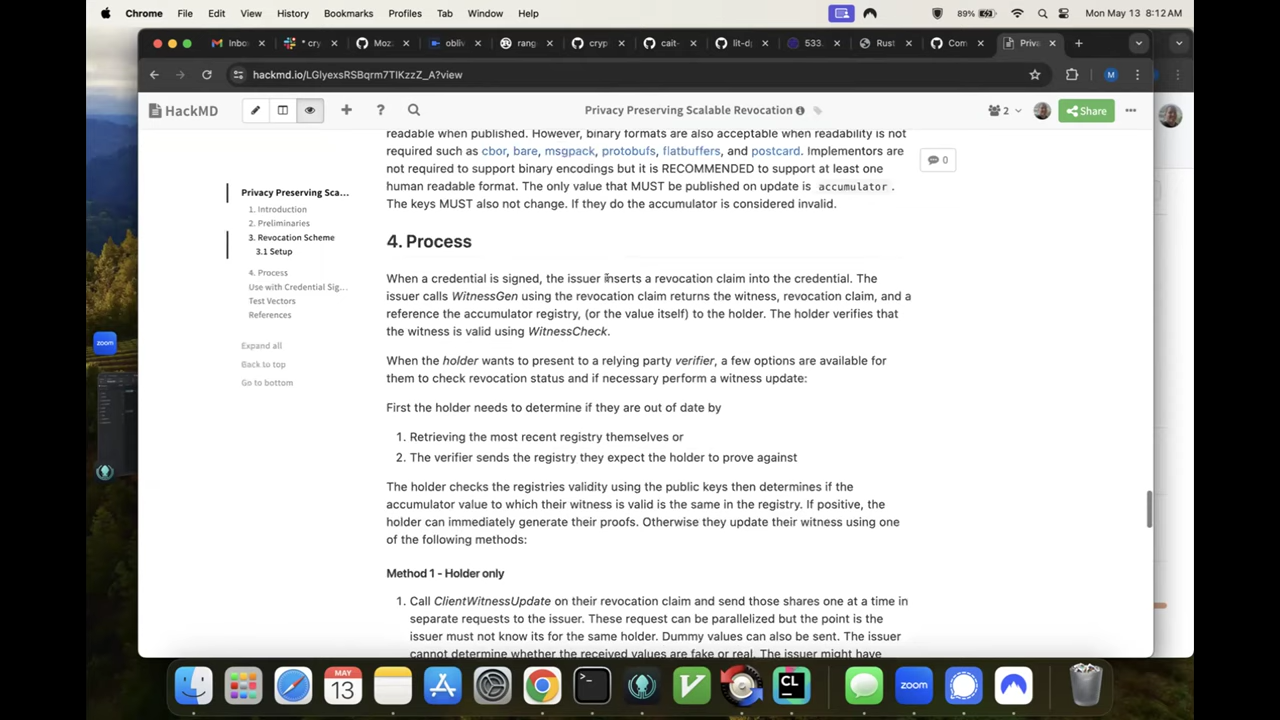 Chrome File Edit View History Bookmarks Profiles Tab Window Help 89% Mon May 13 8:12 AM
Inbo × * cry × Moz × obliv × rang × cryp × cait- × lit-d × 533. × Rust × Com × Priva ×
hackmd.io/LGlyexsRSBqrm7TIKzzZ_A?view M
HackMD Privacy Preserving Scalable Revocation 2 Share
readable when published. However, binary formats are also acceptable when readability is not
required such as cbor, bare, msgpack, protobufs, flatbuffers, and postcard. Implementors are
not required to support binary encodings but it is RECOMMENDED to support at least one
human readable format. The only value that MUST be published on update is accumulator.
The keys MUST also not change. If they do the accumulator is considered invalid.
0
Privacy Preserving Sca...
1. Introduction
2. Preliminaries
3. Revocation Scheme
3.1 Setup
4. Process
Use with Credential Sig...
Test Vectors
References
Expand all
Back to top
Go to bottom
4. Process
When a credential is signed, the issuer inserts a revocation claim into the credential. The
issuer calls WitnessGen using the revocation claim returns the witness, revocation claim, and a
reference the accumulator registry, (or the value itself) to the holder. The holder verifies that
the witness is valid using WitnessCheck.
When the holder wants to present to a relying party verifier, a few options are available for
them to check revocation status and if necessary perform a witness update:
First the holder needs to determine if they are out of date by
1. Retrieving the most recent registry themselves or
2. The verifier sends the registry they expect the holder to prove against
The holder checks the registries validity using the public keys then determines if the
accumulator value to which their witness is valid is the same in the registry. If positive, the
holder can immediately generate their proofs. Otherwise they update their witness using one
of the following methods:
Method 1 - Holder only
1. Call ClientWitnessUpdate on their revocation claim and send those shares one at a time in
separate requests to the issuer. These request can be parallelized but the point is the
issuer must not know its for the same holder. Dummy values can also be sent. The issuer
cannot determine whether the received values are fake or real. The issuer might have
zoom
MAY
13
CL
zoom